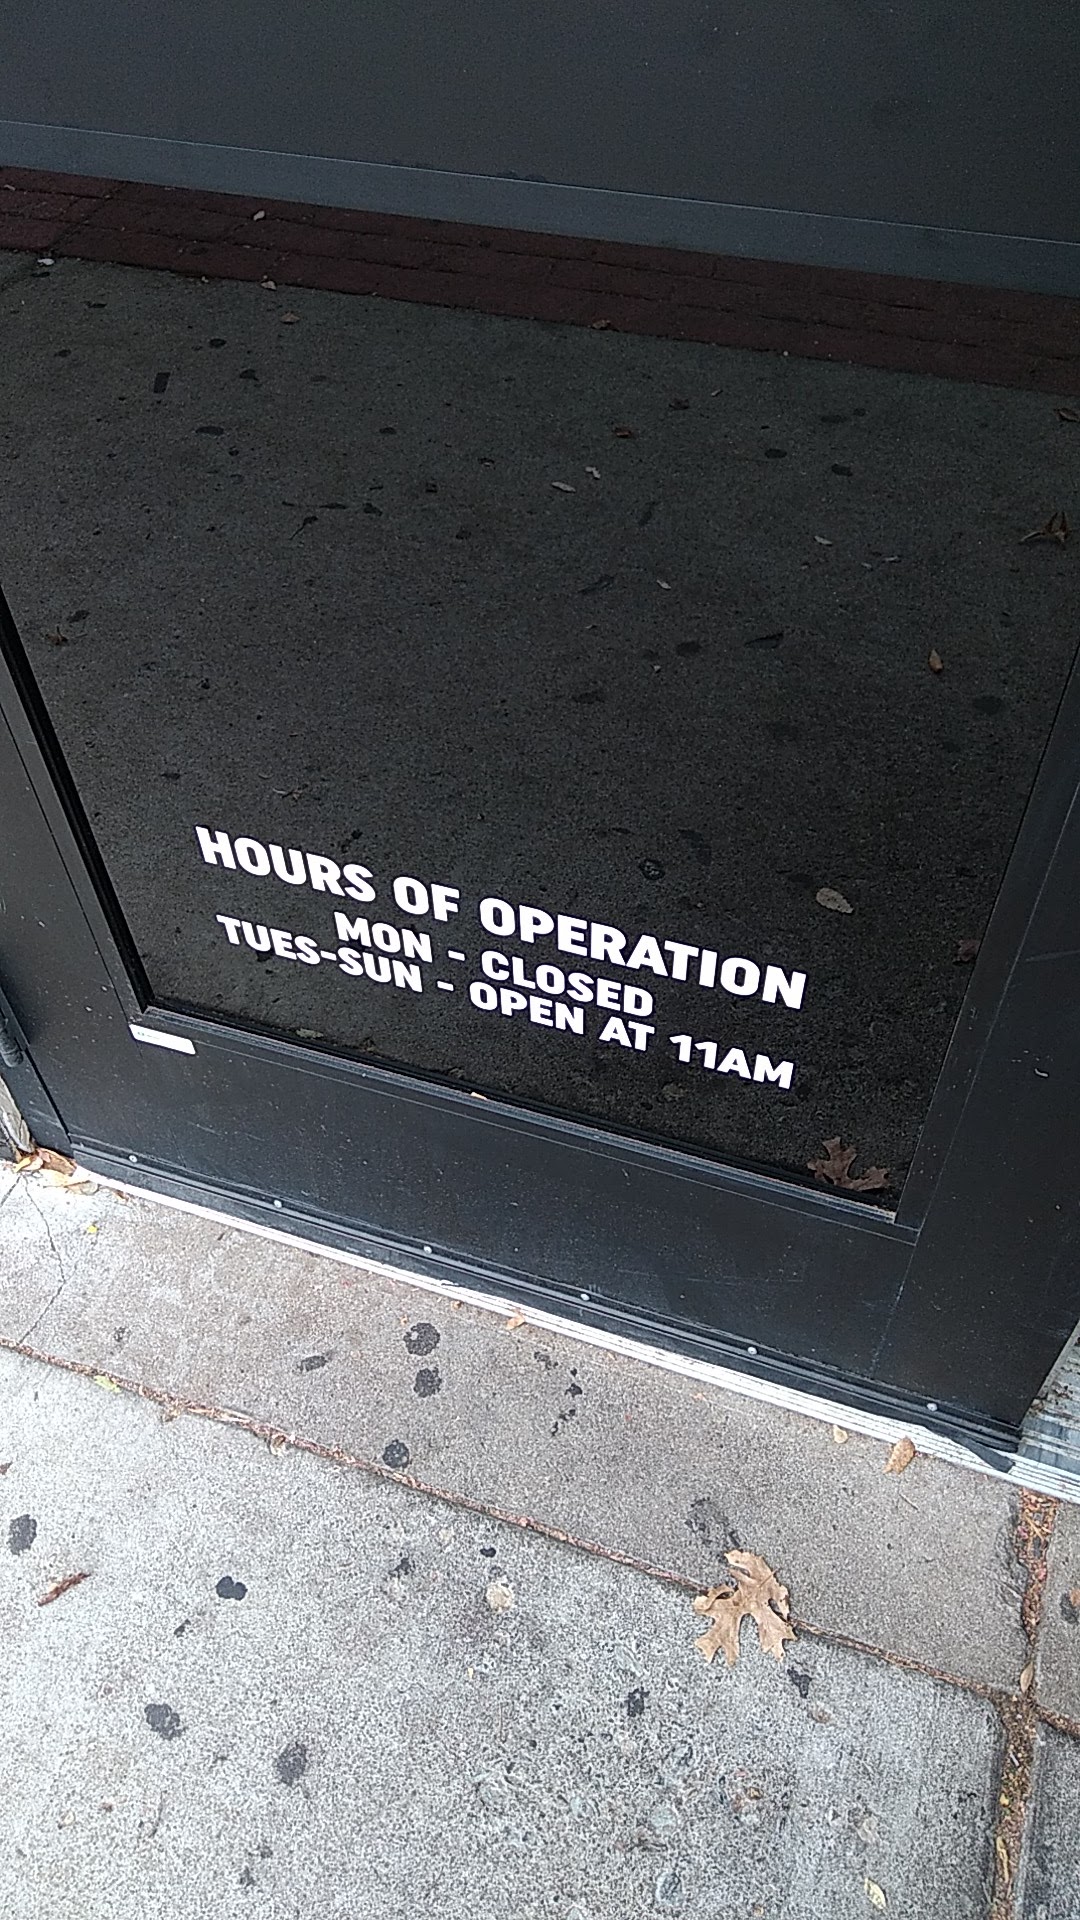 HOURS OF OPERATION
MON - CLOSED
TUES-SUN - OPEN AT 11AM